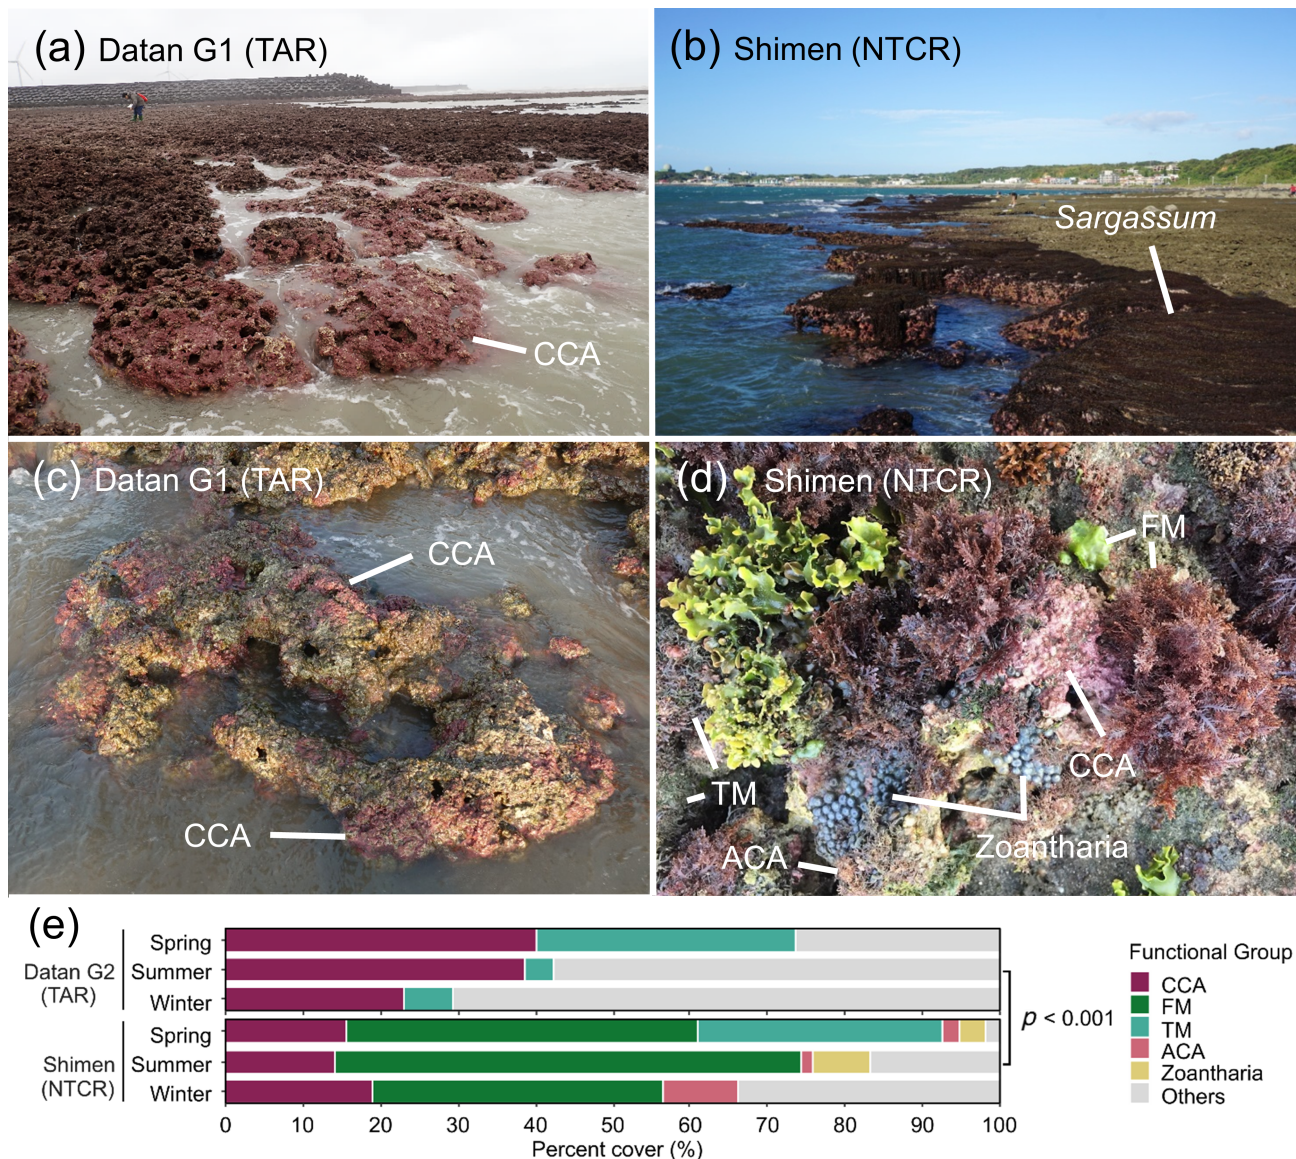 (a) Datan G1 (TAR)
CCA
(b) Shimen (NTCR)
Sargassum
(c) Datan G1 (TAR)
CCA
CCA
(d) Shimen (NTCR)
FM
CCA
TM
Zoantharia
ACA
(e)
Datan G2
(TAR)
Spring
Summer
Winter
Shimen
(NTCR)
Spring
Summer
Winter
0 10 20 30 40 50 60 70 80 90 100
Percent cover (%)
p < 0.001
Functional Group
CCA
FM
TM
ACA
Zoantharia
Others